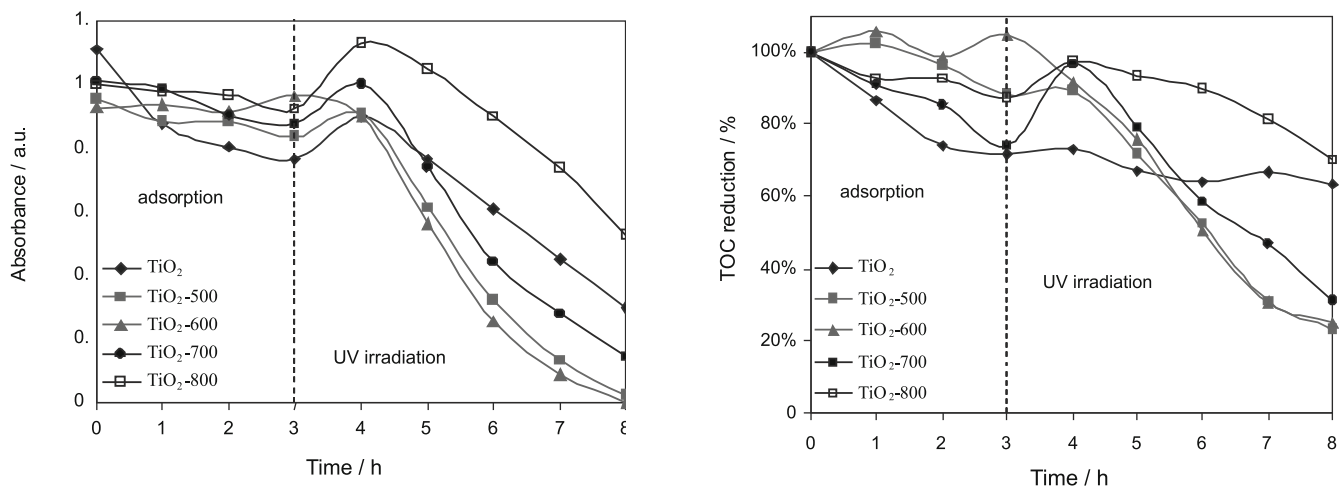 1.
1
0.
0.
0.
0.
0
Absorbance / a.u.
adsorption
UV irradiation
TiO₂
TiO₂-500
TiO₂-600
TiO₂-700
TiO₂-800
0 1 2 3 4 5 6 7 8
Time / h
100%
80%
60%
40%
20%
0
TOC reduction / %
adsorption
UV irradiation
TiO₂
TiO₂-500
TiO₂-600
TiO₂-700
TiO₂-800
0 1 2 3 4 5 6 7 8
Time / h